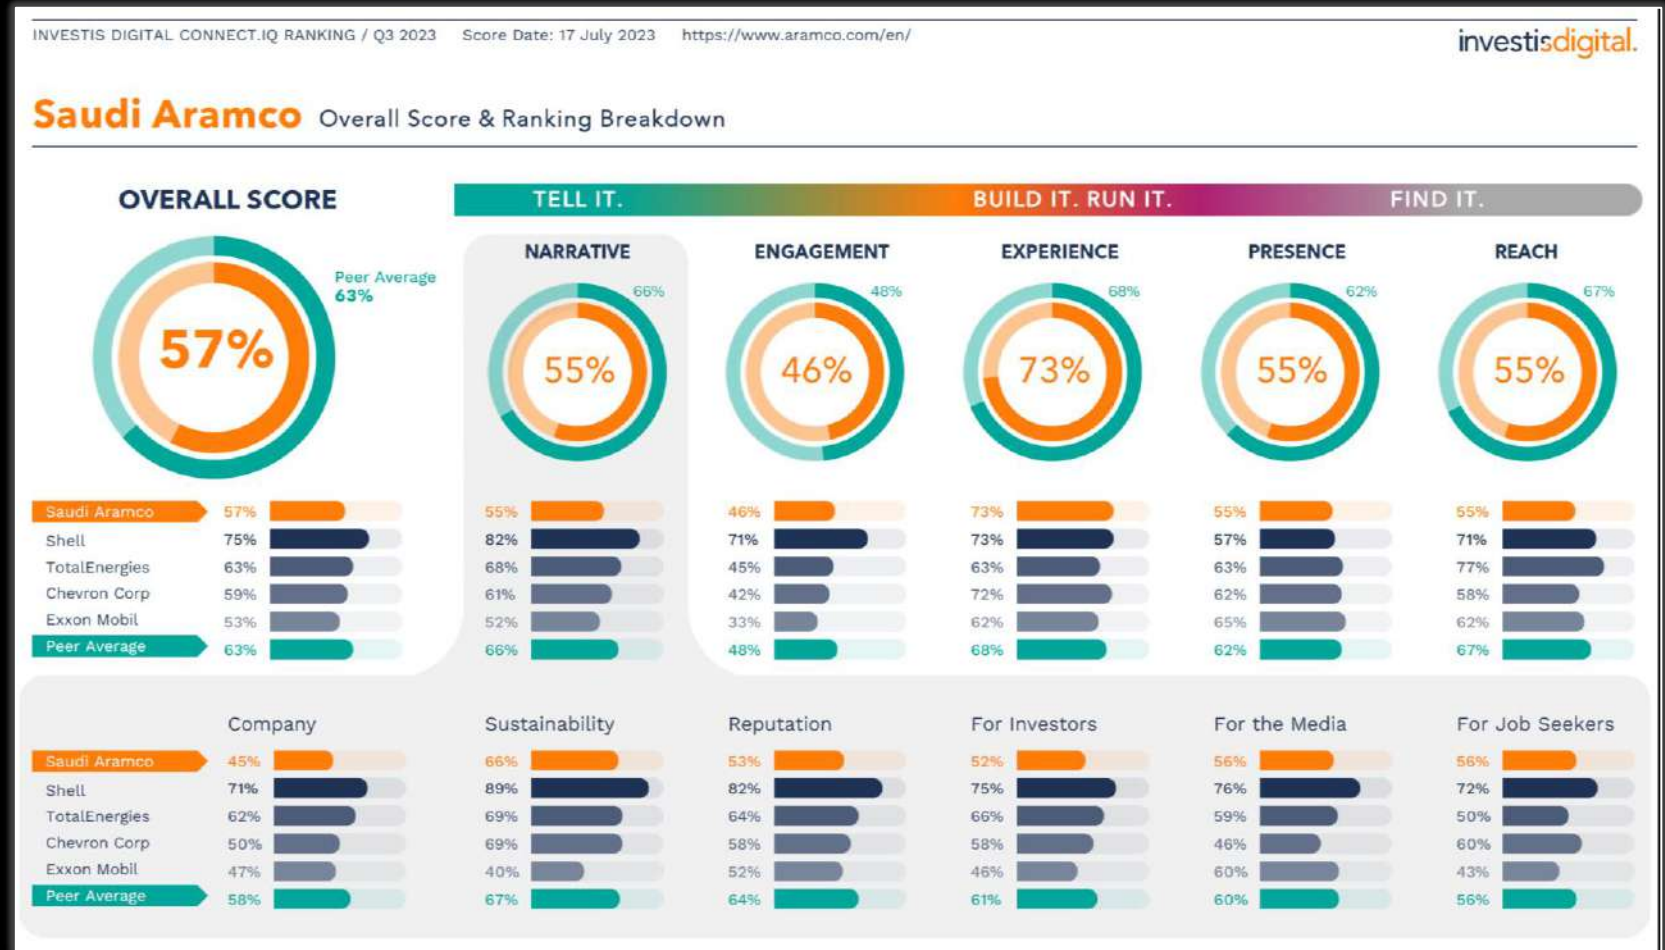 INVESTIS DIGITAL CONNECT.IQ RANKING / Q3 2023 Score Date: 17 July 2023 https://www.aramco.com/en/
investisdigital.
Saudi Aramco Overall Score & Ranking Breakdown
OVERALL SCORE
TELL IT. BUILD IT. RUN IT. FIND IT.
NARRATIVE ENGAGEMENT EXPERIENCE PRESENCE REACH
Peer Average
63%
66% 48% 68% 62% 67%
57%
55% 46% 73% 55% 55%
Saudi Aramco 57% 55% 46% 73% 55% 55%
Shell 75% 82% 71% 73% 57% 71%
TotalEnergies 63% 68% 45% 63% 63% 77%
Chevron Corp 59% 61% 42% 72% 62% 58%
Exxon Mobil 53% 52% 33% 62% 65% 62%
Peer Average 63% 66% 48% 68% 62% 67%
Company Sustainability Reputation For Investors For the Media For Job Seekers
Saudi Aramco 45% 66% 53% 52% 56% 56%
Shell 71% 89% 82% 75% 76% 72%
TotalEnergies 62% 69% 64% 66% 59% 50%
Chevron Corp 50% 69% 58% 58% 46% 60%
Exxon Mobil 47% 40% 52% 46% 60% 43%
Peer Average 58% 67% 64% 61% 60% 56%